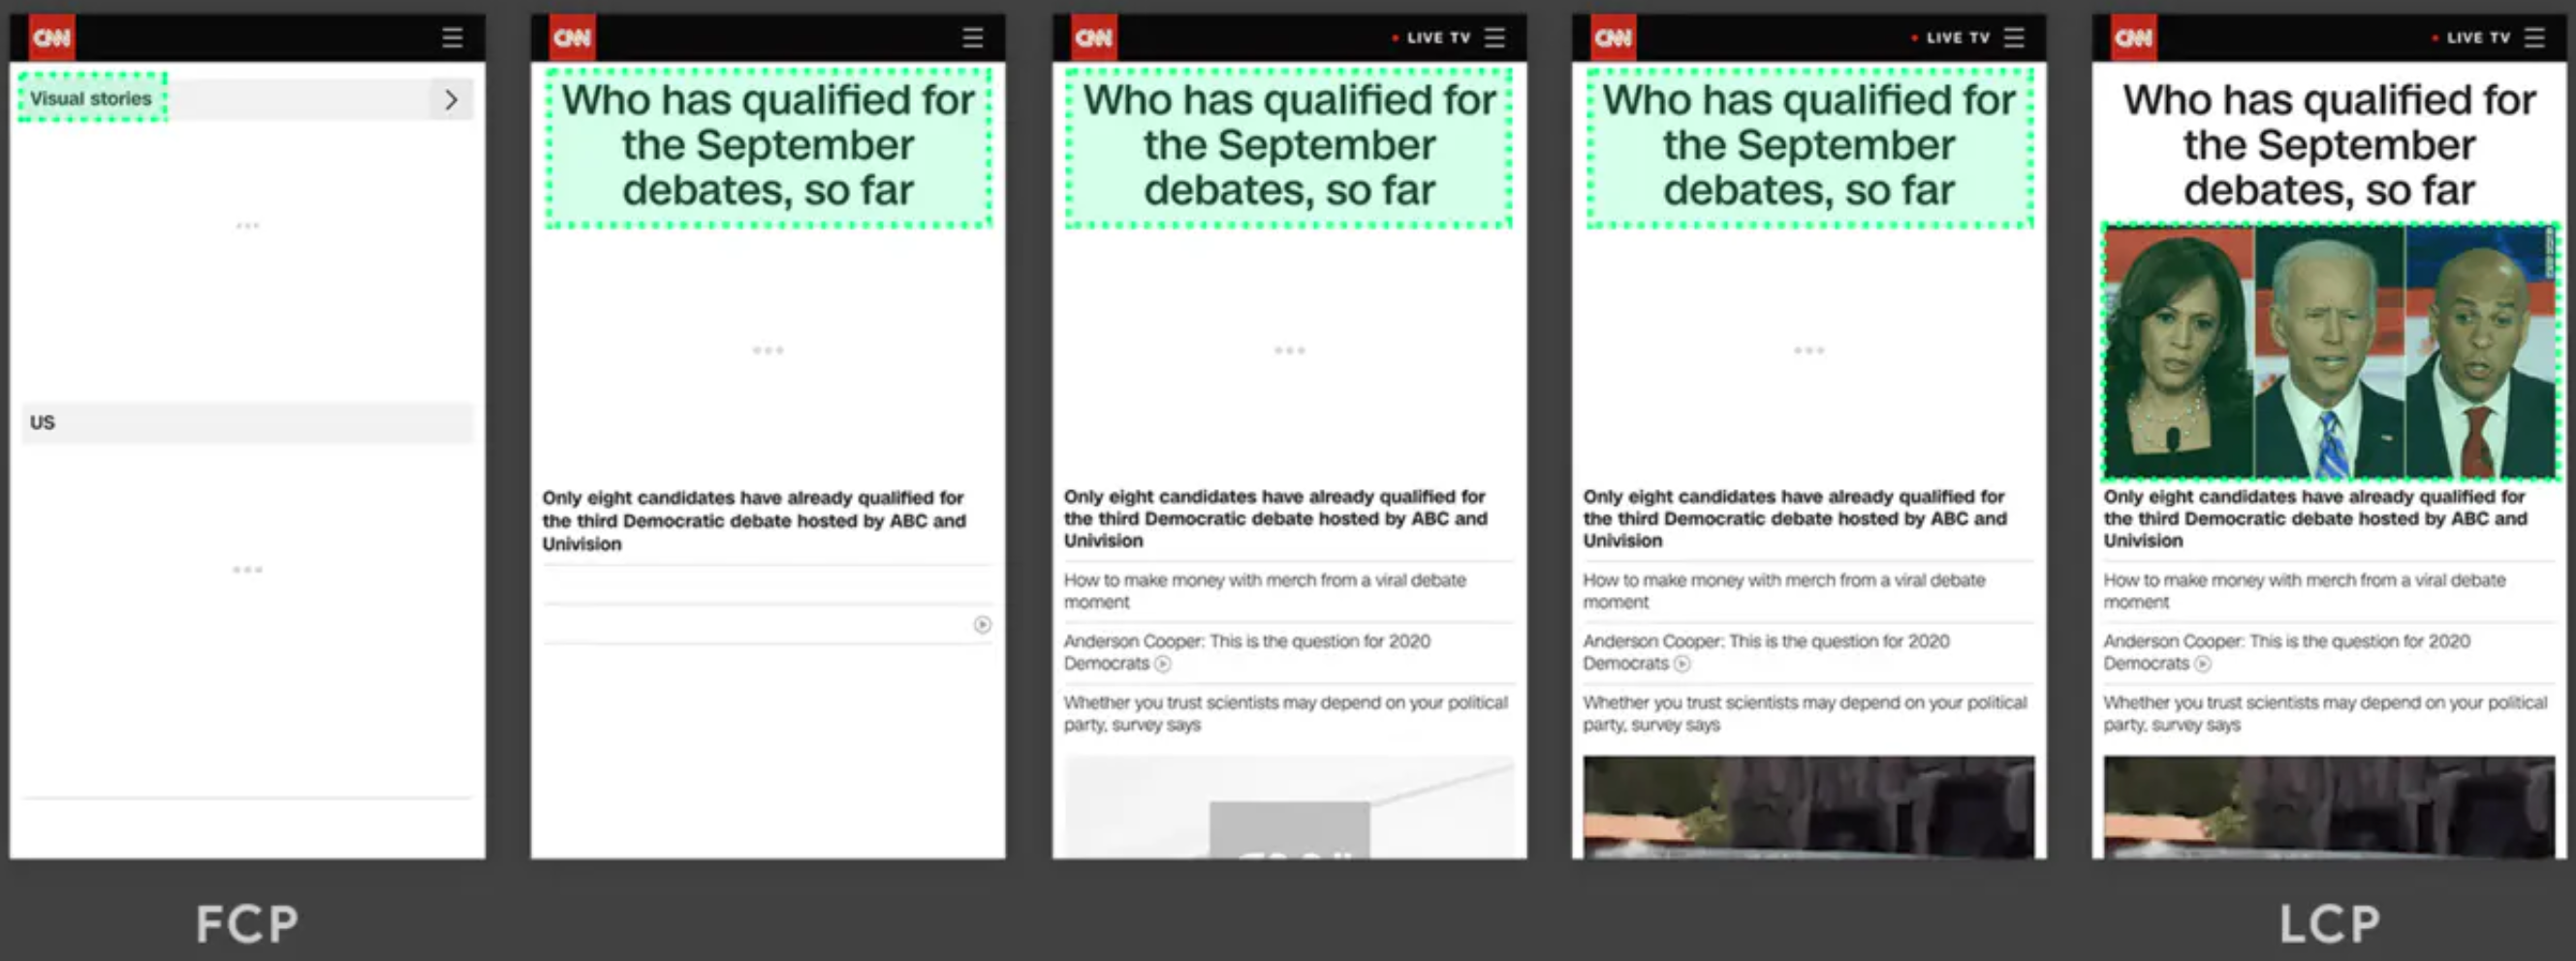 CNN
Visual stories
US
FCP
CNN
Who has qualified for
the September
debates, so far
Only eight candidates have already qualified for
the third Democratic debate hosted by ABC and
Univision
CNN
LIVE TV
Who has qualified for
the September
debates, so far
Only eight candidates have already qualified for
the third Democratic debate hosted by ABC and
Univision
How to make money with merch from a viral debate
moment
Anderson Cooper: This is the question for 2020
Democrats
Whether you trust scientists may depend on your political
party, survey says
CNN
LIVE TV
Who has qualified for
the September
debates, so far
Only eight candidates have already qualified for
the third Democratic debate hosted by ABC and
Univision
How to make money with merch from a viral debate
moment
Anderson Cooper: This is the question for 2020
Democrats
Whether you trust scientists may depend on your political
party, survey says
CNN
LIVE TV
Who has qualified for
the September
debates, so far
Only eight candidates have already qualified for
the third Democratic debate hosted by ABC and
Univision
How to make money with merch from a viral debate
moment
Anderson Cooper: This is the question for 2020
Democrats
Whether you trust scientists may depend on your political
party, survey says
LCP